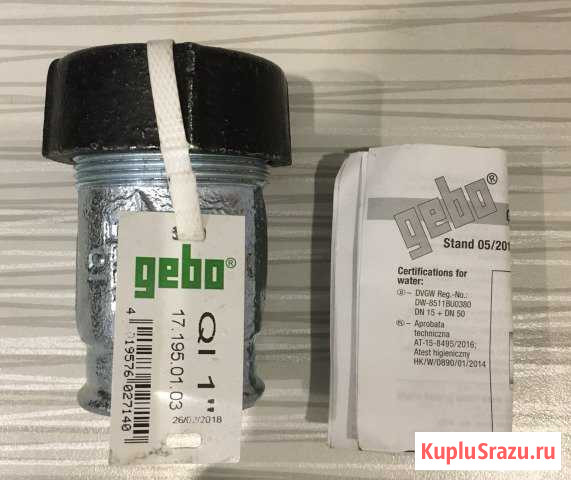 gebo®
QI 1"
17.195.01.03
26/02/2018
4 019576 027140
gebo®
Stand 05/201
Certifications for
water:
– DVGW Reg.-No.:
DW-8511BU0380
DN 15 + DN 50
– Aprobata
techniczna
AT-15-8495/2016;
Atest higieniczny
HK/W/0890/01/2014
KupluSrazu.ru